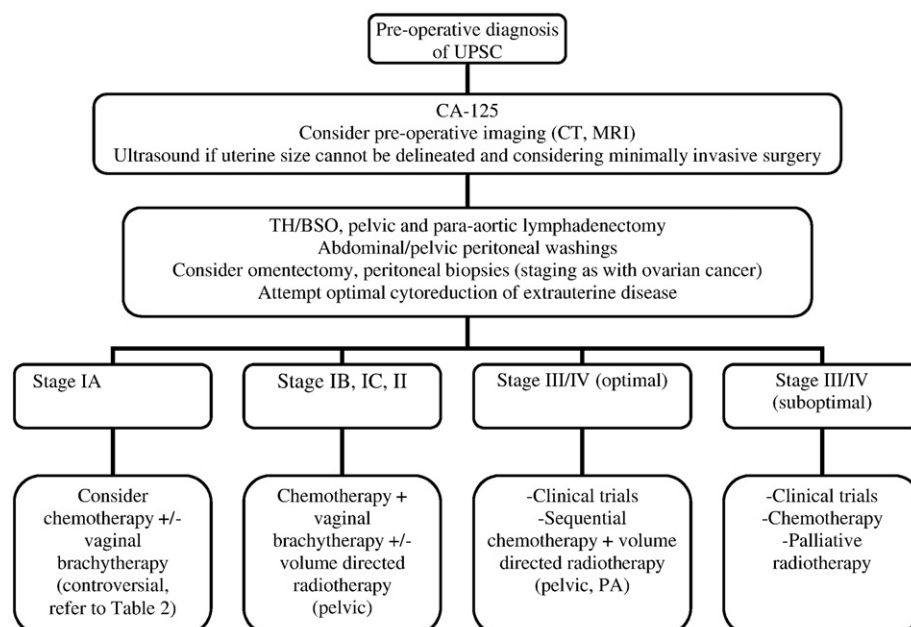 Pre-operative diagnosis
of UPSC
CA-125
Consider pre-operative imaging (CT, MRI)
Ultrasound if uterine size cannot be delineated and considering minimally invasive surgery
TH/BSO, pelvic and para-aortic lymphadenectomy
Abdominal/pelvic peritoneal washings
Consider omentectomy, peritoneal biopsies (staging as with ovarian cancer)
Attempt optimal cytoreduction of extrauterine disease
Stage IA
Stage IB, IC, II
Stage III/IV (optimal)
Stage III/IV
(suboptimal)
Consider
chemotherapy +/-
vaginal
brachytherapy
(controversial,
refer to Table 2)
Chemotherapy +
vaginal
brachytherapy +/-
volume directed
radiotherapy
(pelvic)
-Clinical trials
-Sequential
chemotherapy + volume
directed radiotherapy
(pelvic, PA)
-Clinical trials
-Chemotherapy
-Palliative
radiotherapy